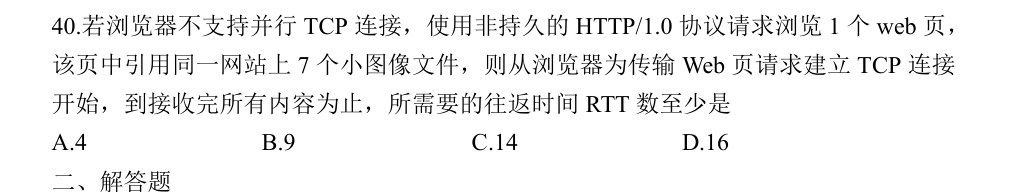 40.若浏览器不支持并行 TCP 连接，使用非持久的 HTTP/1.0 协议请求浏览 1 个 web 页，
该页中引用同一网站上 7 个小图像文件，则从浏览器为传输 Web 页请求建立 TCP 连接
开始，到接收完所有内容为止，所需要的往返时间 RTT 数至少是
A.4 B.9 C.14 D.16
二、解答题